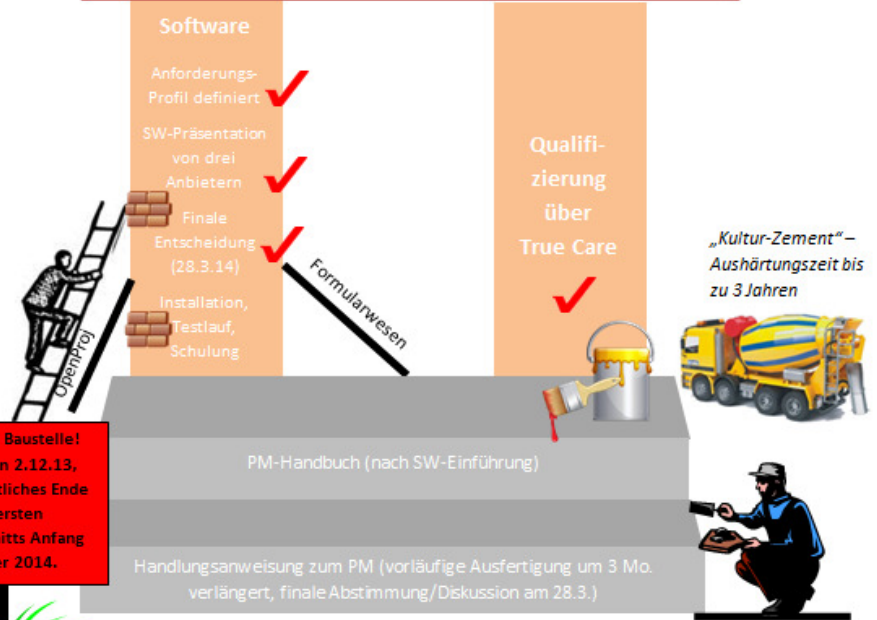 Software
Anforderungs-
Profil definiert
SW-Präsentation
von drei
Anbietern
Finale
Entscheidung
(28.3.14)
Installation,
Testlauf,
Schulung
OpenProj
Formularwesen
Qualifi-
zierung
über
True Care
„Kultur-Zement“ –
Aushärtungszeit bis
zu 3 Jahren
Baustelle!
2.12.13,
Ende
ersten
Anfang
2014.
PM-Handbuch (nach SW-Einführung)
Handlungsanweisung zum PM (vorläufige Ausfertigung um 3 Mo.
verlängert, finale Abstimmung/Diskussion am 28.3.)